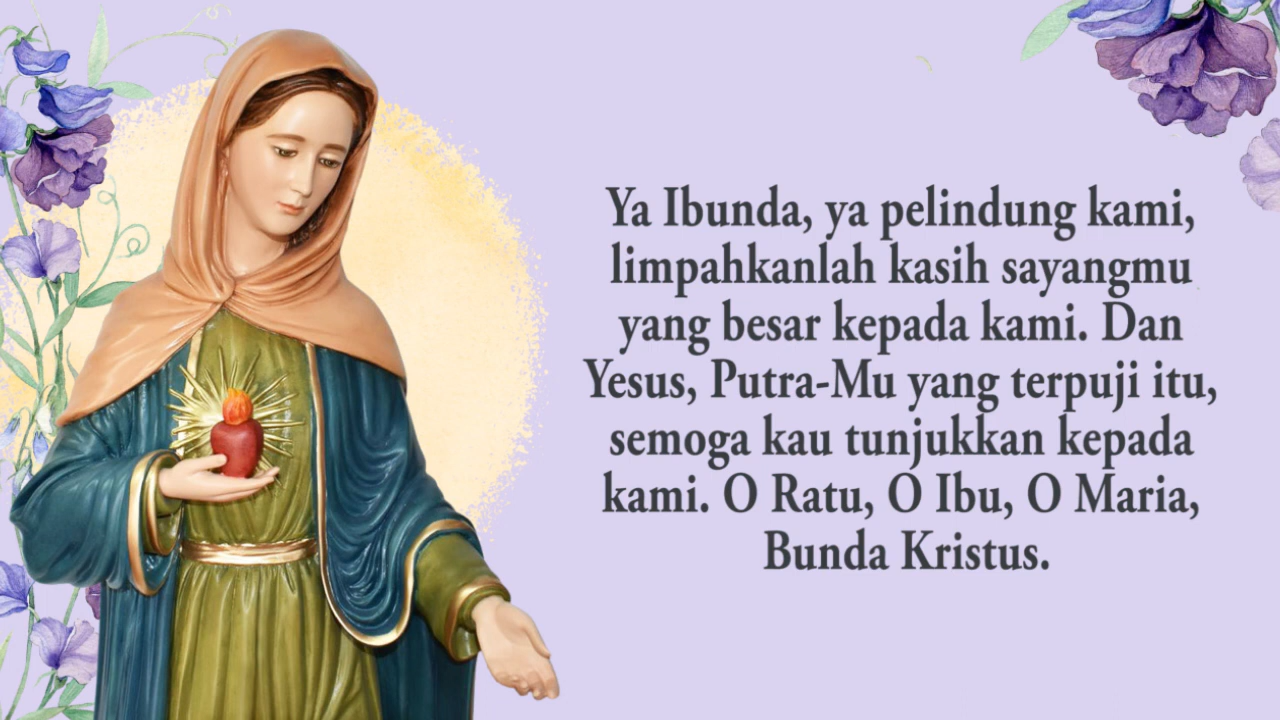 Ya Ibunda, ya pelindung kami,
limpahkanlah kasih sayangmu
yang besar kepada kami. Dan
Yesus, Putra-Mu yang terpuji itu,
semoga kau tunjukkan kepada
kami. O Ratu, O Ibu, O Maria,
Bunda Kristus.